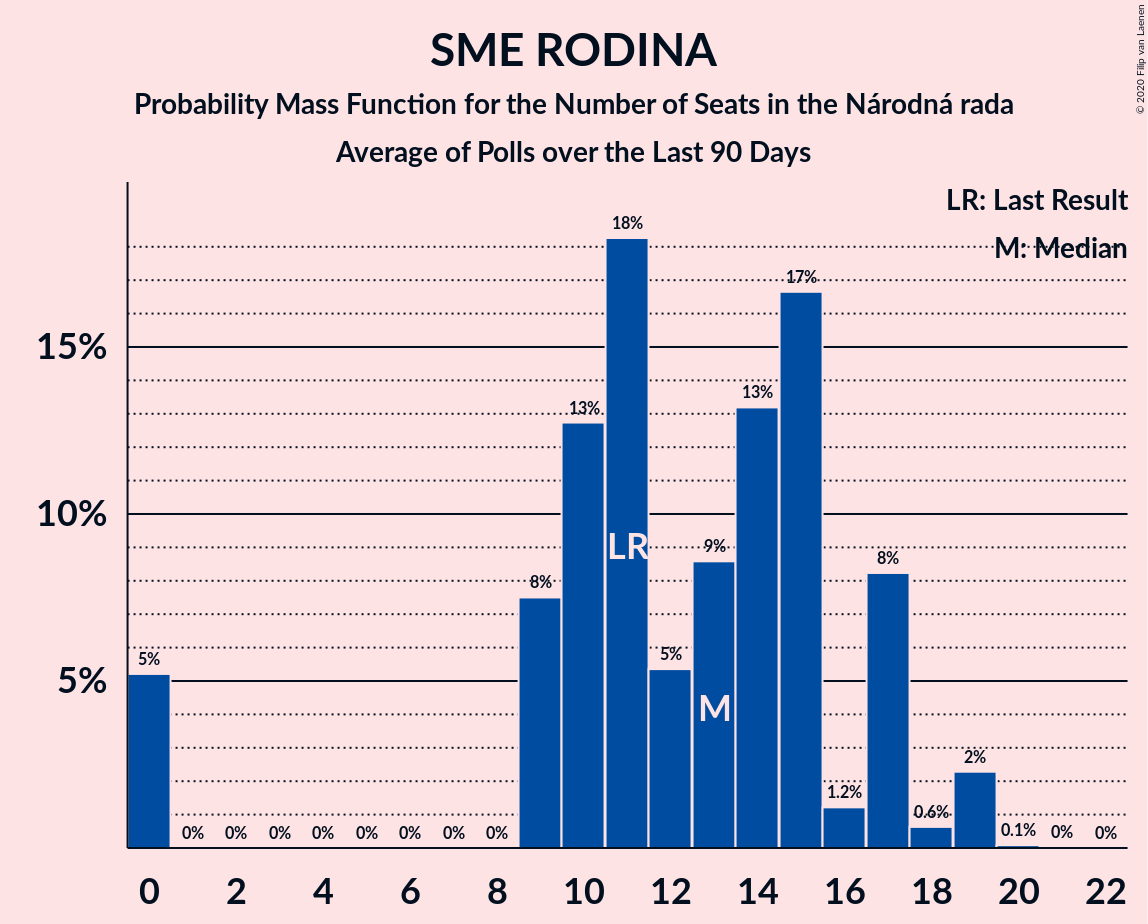 SME RODINA
Probability Mass Function for the Number of Seats in the Národná rada
Average of Polls over the Last 90 Days
© 2020 Filip van Laenen
LR: Last Result
M: Median
15%
10%
5%
5%
0%
0%
0%
0%
0%
0%
0%
0%
8%
13%
18%
5%
9%
13%
17%
1.2%
8%
0.6%
2%
0.1%
0%
0%
LR
M
0 2 4 6 8 10 12 14 16 18 20 22